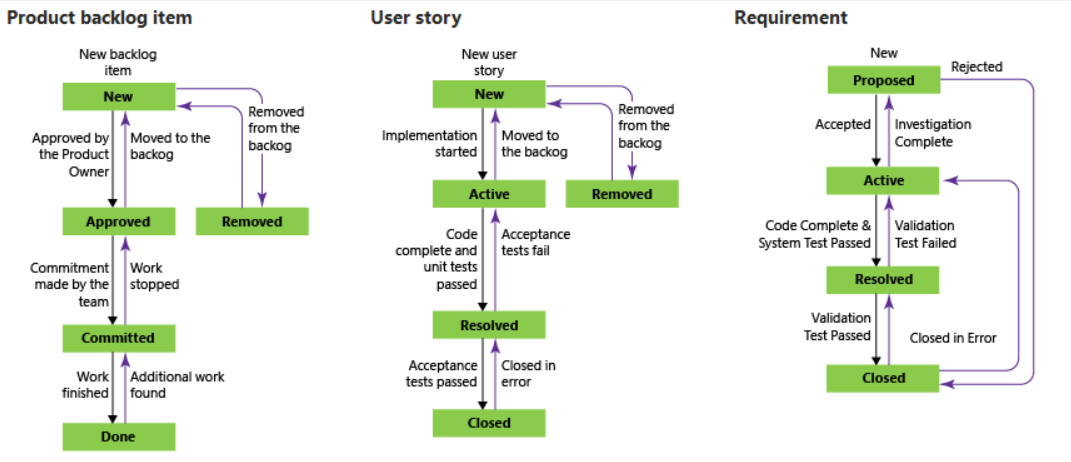 Product backlog item
New backlog
item
New
Removed
from the
backog
Approved by
the Product
Owner
Moved to the
backog
Approved
Removed
Commitment
made by the
team
Work
stopped
Committed
Work
finished
Additional work
found
Done
User story
New user
story
New
Removed
from the
backog
Implementation
started
Moved to
the backog
Active
Removed
Code
complete and
unit tests
passed
Acceptance
tests fail
Resolved
Acceptance
tests passed
Closed in
error
Closed
Requirement
New
Proposed
Rejected
Accepted
Investigation
Complete
Active
Code Complete &
System Test Passed
Validation
Test Failed
Resolved
Validation
Test Passed
Closed in Error
Closed